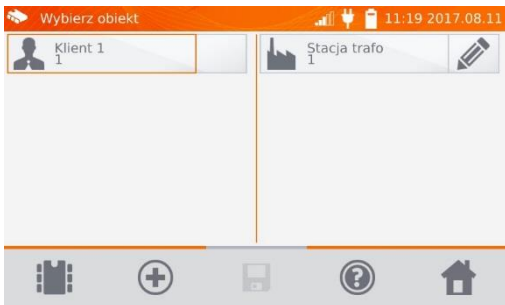 Wybierz obiekt
11:19 2017.08.11
Klient 1
1
Stacja trafo
1